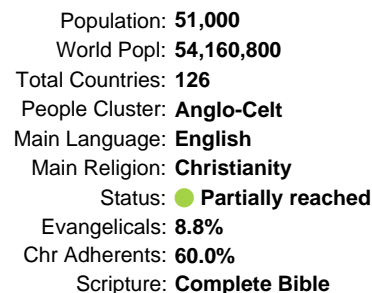 Population: 51,000
World Popl: 54,160,800
Total Countries: 126
People Cluster: Anglo-Celt
Main Language: English
Main Religion: Christianity
Status: Partially reached
Evangelicals: 8.8%
Chr Adherents: 60.0%
Scripture: Complete Bible